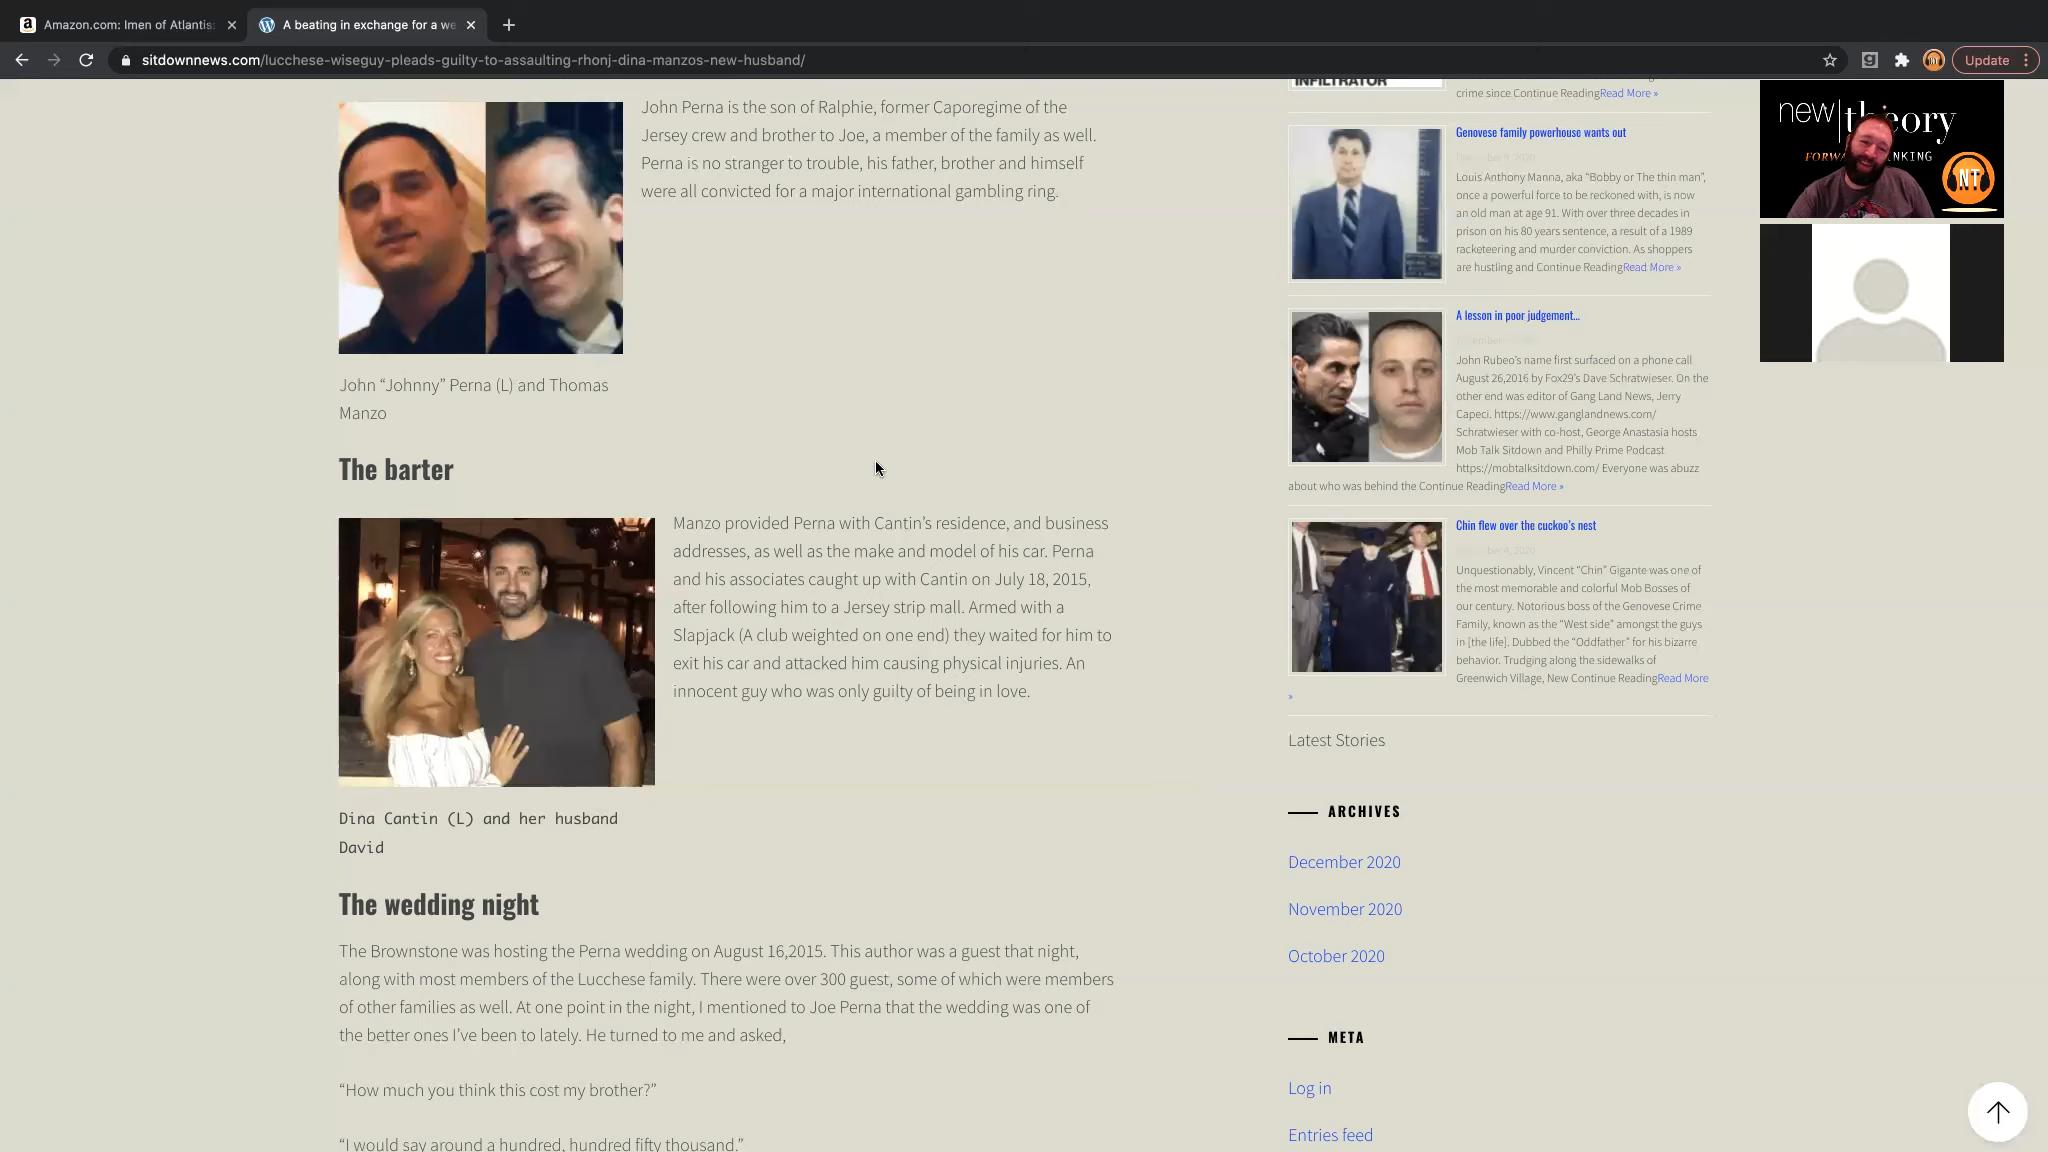 Amazon.com: Imen of Atlantis:
A beating in exchange for a we
sitdownnews.com/lucchese-wiseguy-pleads-guilty-to-assaulting-rhonj-dina-manzos-new-husband/
Update
John Perna is the son of Ralphie, former Caporegime of the
Jersey crew and brother to Joe, a member of the family as well.
Perna is no stranger to trouble, his father, brother and himself
were all convicted for a major international gambling ring.
John “Johnny” Perna (L) and Thomas
Manzo
The barter
Manzo provided Perna with Cantin’s residence, and business
addresses, as well as the make and model of his car. Perna
and his associates caught up with Cantin on July 18, 2015,
after following him to a Jersey strip mall. Armed with a
Slapjack (A club weighted on one end) they waited for him to
exit his car and attacked him causing physical injuries. An
innocent guy who was only guilty of being in love.
Dina Cantin (L) and her husband
David
The wedding night
The Brownstone was hosting the Perna wedding on August 16,2015. This author was a guest that night,
along with most members of the Lucchese family. There were over 300 guest, some of which were members
of other families as well. At one point in the night, I mentioned to Joe Perna that the wedding was one of
the better ones I’ve been to lately. He turned to me and asked,
“How much you think this cost my brother?”
“I would say around a hundred, hundred fifty thousand.”
INFILTRATOR
crime since Continue ReadingRead More »
Genovese family powerhouse wants out
9, 2020
Louis Anthony Manna, aka “Bobby or The thin man”,
once a powerful force to be reckoned with, is now
an old man at age 91. With over three decades in
prison on his 80 years sentence, a result of a 1989
racketeering and murder conviction. As shoppers
are hustling and Continue ReadingRead More »
A lesson in poor judgement…
John Rubeo’s name first surfaced on a phone call
August 26,2016 by Fox29’s Dave Schratwieser. On the
other end was editor of Gang Land News, Jerry
Capeci. https://www.ganglandnews.com/
Schratwieser with co-host, George Anastasia hosts
Mob Talk Sitdown and Philly Prime Podcast
https://mobtalksitdown.com/ Everyone was abuzz
about who was behind the Continue ReadingRead More »
Chin flew over the cuckoo’s nest
4, 2020
Unquestionably, Vincent “Chin” Gigante was one of
the most memorable and colorful Mob Bosses of
our century. Notorious boss of the Genovese Crime
Family, known as the “West side” amongst the guys
in [the life]. Dubbed the “Oddfather” for his bizarre
behavior. Trudging along the sidewalks of
Greenwich Village, New Continue ReadingRead More
»
Latest Stories
ARCHIVES
December 2020
November 2020
October 2020
META
Log in
Entries feed
new theory
NT